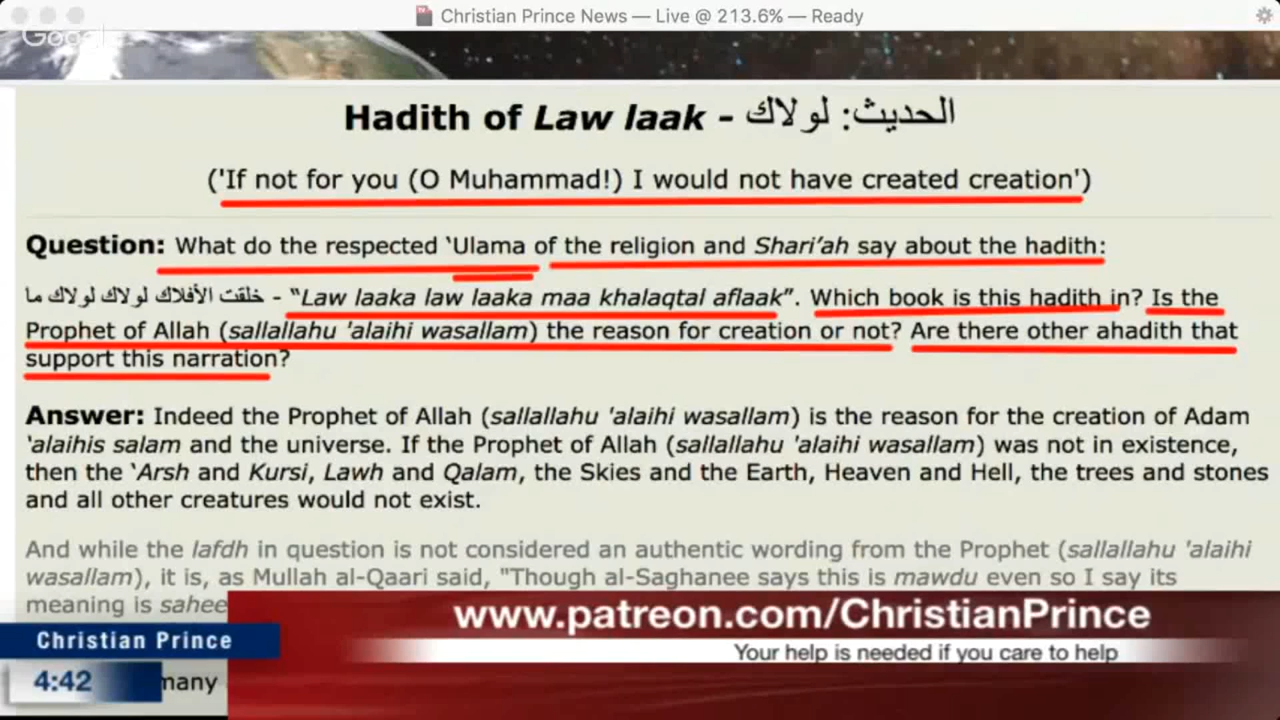 Christian Prince News — Live @ 213.6% — Ready
Google
Hadith of Law laak - الحديث: لولاك
('If not for you (O Muhammad!) I would not have created creation')
Question: What do the respected ‘Ulama of the religion and Shari’ah say about the hadith:
خلقت الأفلاك لولاك لولاك ما - “Law laaka law laaka maa khalaqtal aflaak”. Which book is this hadith in? Is the
Prophet of Allah (sallallahu 'alaihi wasallam) the reason for creation or not? Are there other ahadith that
support this narration?
Answer: Indeed the Prophet of Allah (sallallahu 'alaihi wasallam) is the reason for the creation of Adam
‘alaihis salam and the universe. If the Prophet of Allah (sallallahu 'alaihi wasallam) was not in existence,
then the ‘Arsh and Kursi, Lawh and Qalam, the Skies and the Earth, Heaven and Hell, the trees and stones
and all other creatures would not exist.
And while the lafdh in question is not considered an authentic wording from the Prophet (sallallahu 'alaihi
wasallam), it is, as Mullah al-Qaari said, "Though al-Saghanee says this is mawdu even so I say its
meaning is
www.patreon.com/ChristianPrince
Christian Prince
Your help is needed if you care to help
4:42
many